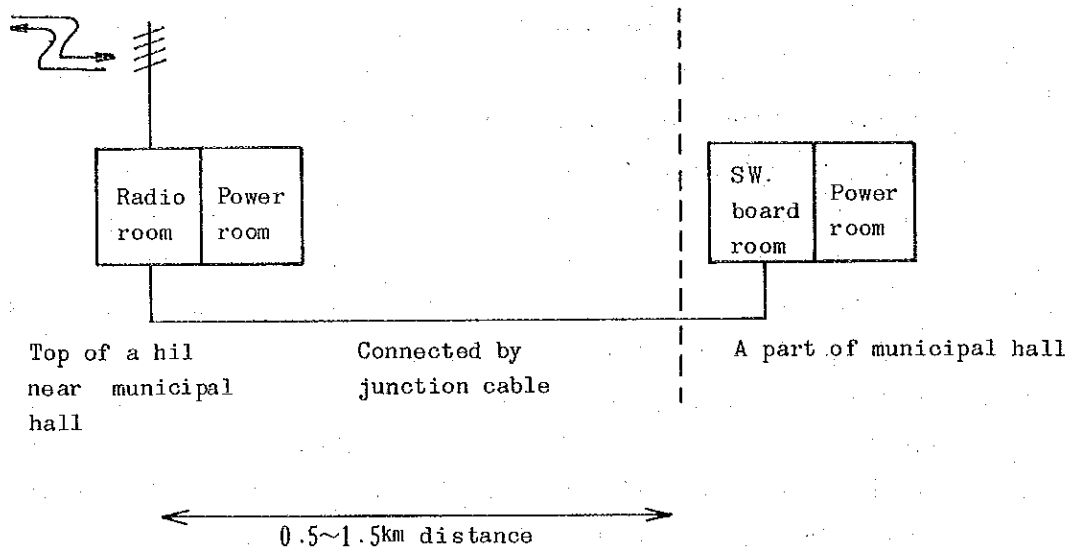 Radio
room
Power
room
SW.
board
room
Power
room
Top of a hil
near municipal
hall
Connected by
junction cable
A part of municipal hall
0.5~1.5km distance